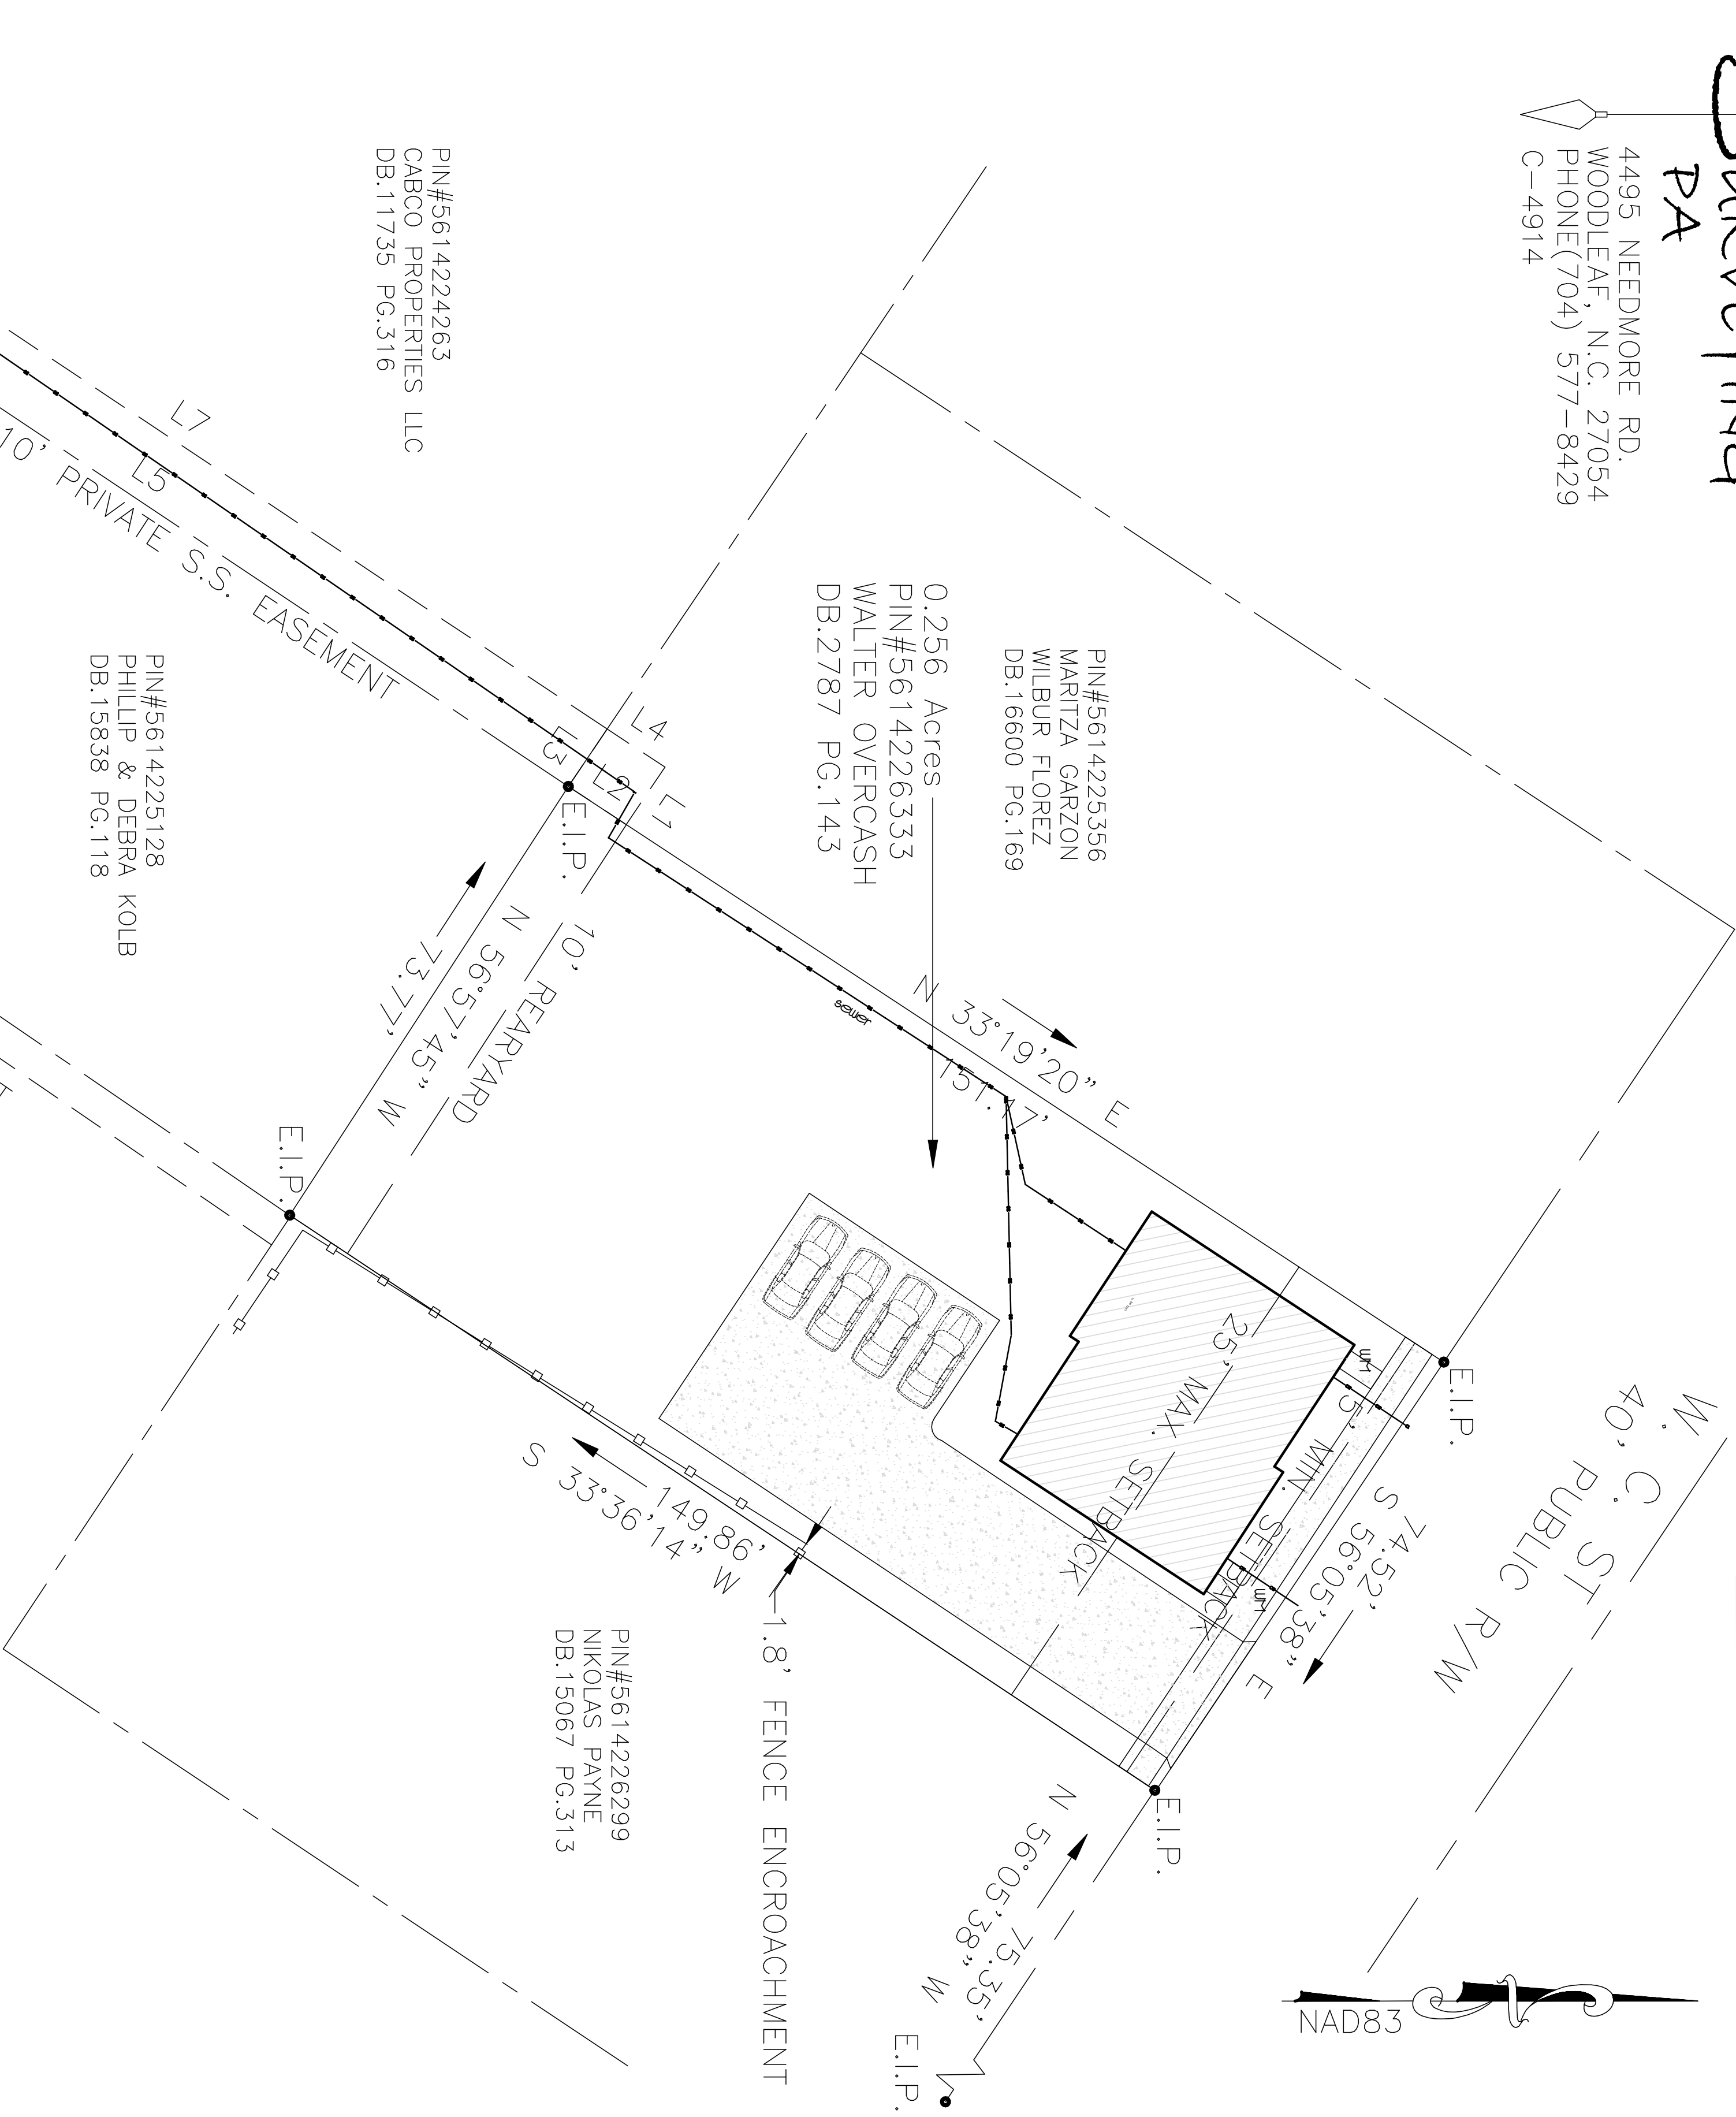 PA
4495 NEEDMORE RD.
WOODLEAF, N.C. 27054
PHONE(704) 577-8429
C-4914
W. C. ST
40' PUBLIC R/W
NAD83
PIN#5614225356
MARITZA GARZON
WILBUR FLOREZ
DB.16600 PG.169
0.256 Acres
PIN#5614226333
WALTER OVERCASH
DB.2787 PG.143
PIN#5614224263
CABCO PROPERTIES LLC
DB.11735 PG.316
E.I.P.
74.52'
S 56°05'38" E
WM
5' MIN. SETBACK
WM
25' MAX. SETBACK
N 33°19'20" E
151.77'
sewer
E.I.P.
75.35'
N 56°05'38" W
E.I.P.
1.8' FENCE ENCROACHMENT
149.86'
S 33°36'14" W
PIN#5614226299
NIKOLAS PAYNE
DB.15067 PG.313
L4
L1
L2
L3
E.I.P.
10' REARYARD
N 56°57'45" W
73.77'
E.I.P.
L7
L5
10' PRIVATE S.S. EASEMENT
PIN#5614225128
PHILLIP & DEBRA KOLB
DB.15838 PG.118